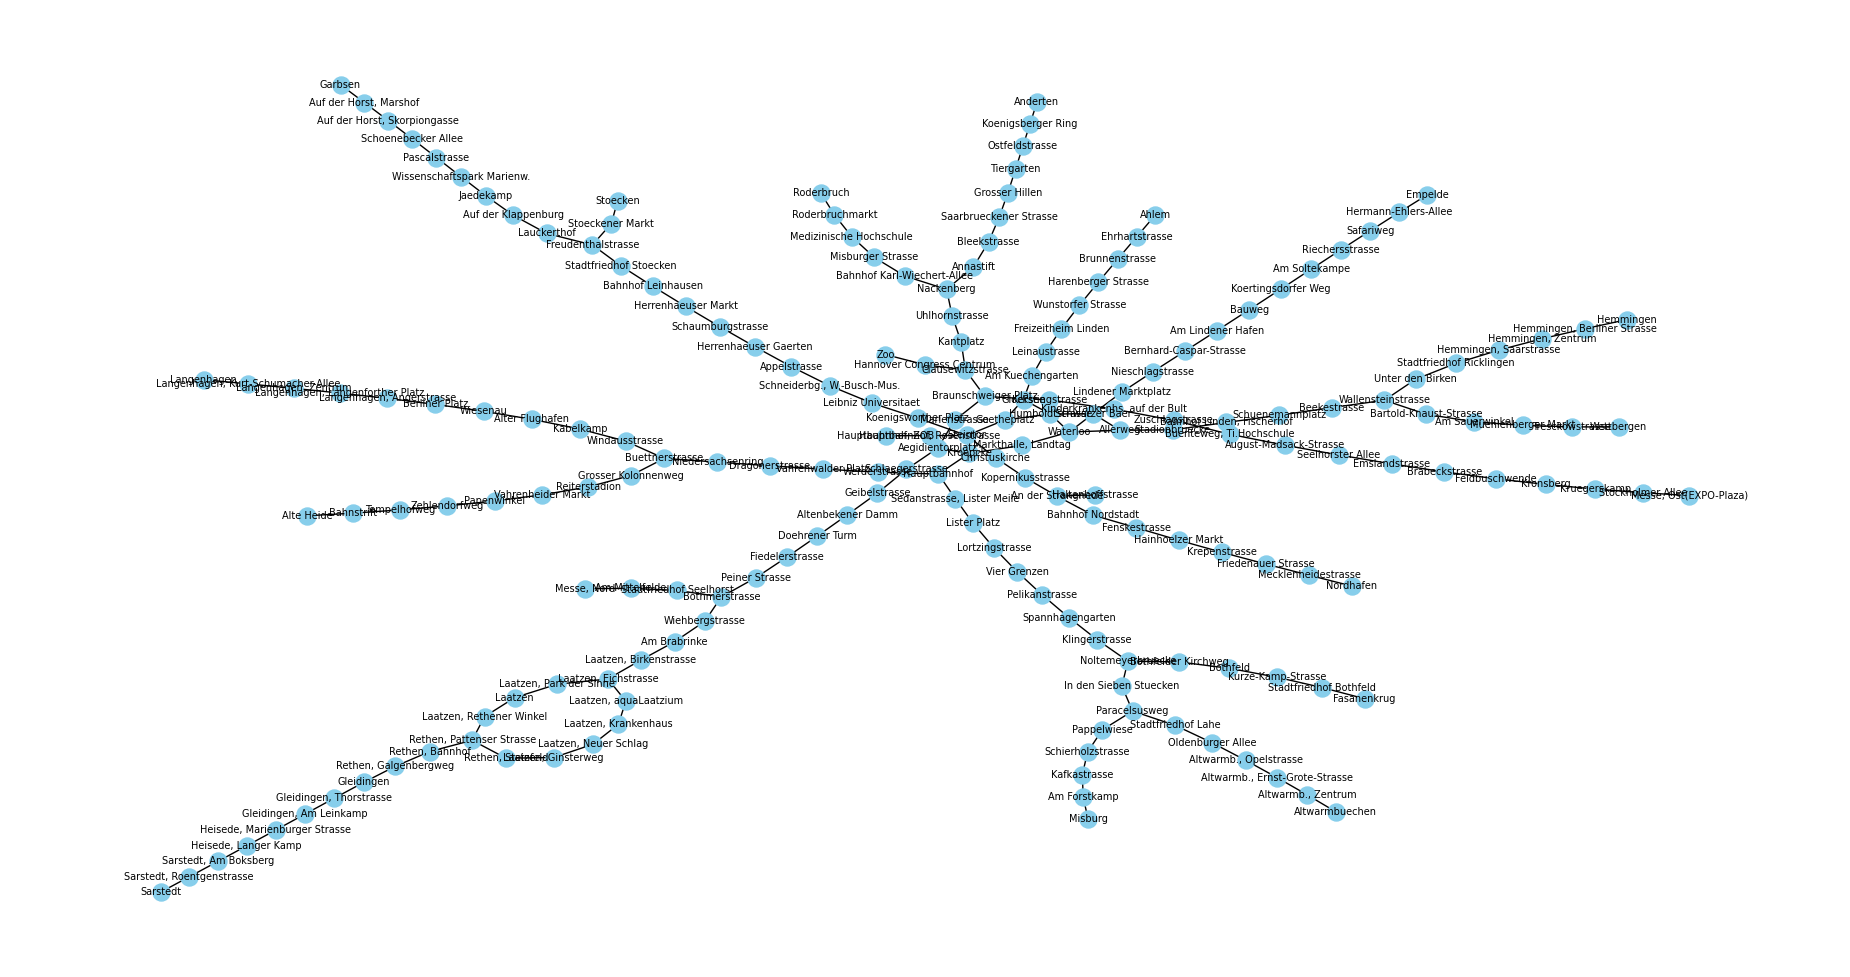 Garbsen
Auf der Horst, Marshof
Auf der Horst, Skorpiongasse
Schoenebecker Allee
Pascalstrasse
Wissenschaftspark Marienw.
Jaedekamp
Auf der Klappenburg
Lauckerthof
Stoecken
Stoeckener Markt
Freudenthalstrasse
Stadtfriedhof Stoecken
Bahnhof Leinhausen
Herrenhaeuser Markt
Schaumburgstrasse
Herrenhaeuser Gaerten
Appelstrasse
Schneiderbg., W.-Busch-Mus.
Leibniz Universitaet
Koenigsworther Platz
Roderbruch
Roderbruchmarkt
Medizinische Hochschule
Misburger Strasse
Bahnhof Karl-Wiechert-Allee
Anderten
Koenigsberger Ring
Ostfeldstrasse
Tiergarten
Grosser Hillen
Saarbrueckener Strasse
Bleekstrasse
Annastift
Nackenberg
Uhlhornstrasse
Kantplatz
Zoo
Hannover Congress Centrum
Clausewitzstrasse
Braunschweiger Platz
Ahlem
Ehrhartstrasse
Brunnenstrasse
Harenberger Strasse
Wunstorfer Strasse
Freizeitheim Linden
Leinaustrasse
Am Kuechengarten
Empelde
Hermann-Ehlers-Allee
Safariweg
Riechersstrasse
Am Soltekampe
Koertingsdorfer Weg
Bauweg
Am Lindener Hafen
Bernhard-Caspar-Strasse
Nieschlagstrasse
Lindener Marktplatz
Hemmingen
Hemmingen, Berliner Strasse
Hemmingen, Zentrum
Hemmingen, Saarstrasse
Stadtfriedhof Ricklingen
Unter den Birken
Wallensteinstrasse
Beekestrasse
Schuenemannplatz
Bartold-Knaust-Strasse
Am Sauerwinkel
Muehlenberger Markt
Tresckowstrasse
Wettbergen
Kinderkrankenhs. auf der Bult
Goetheplatz
Waterloo
Allerweg
Stadionbruecke
Bahnhof Linden, Fischerhof
Zuschlagstrasse
Buenteweg, Ti.Hochschule
August-Madsack-Strasse
Seelhorster Allee
Emslandstrasse
Brabeckstrasse
Feldbuschwende
Kronsberg
Kruegerskamp
Stockholmer Allee
Messe, Ost(EXPO-Plaza)
Marienstrasse
Aegidientorplatz
Kroepcke
Markthalle, Landtag
Christuskirche
Hauptbahnhof
Schlaegerstrasse
Werderstrasse
Vahrenwalder Platz
Dragonerstrasse
Niedersachsenring
Buettnerstrasse
Windausstrasse
Kabelkamp
Alter Flughafen
Wiesenau
Berliner Platz
Langenhagen, Angerstrasse
Langenhagen, Langenforther Platz
Langenhagen, Zentrum
Langenhagen, Kurt-Schumacher-Allee
Langenhagen
Grosser Kolonnenweg
Reiterstadion
Vahrenheider Markt
Papenwinkel
Zehlendorfweg
Tempelhofweg
Bahnstrift
Alte Heide
Geibelstrasse
Altenbekener Damm
Doehrener Turm
Fiedelerstrasse
Peiner Strasse
Bothmerstrasse
Stadtfriedhof Seelhorst
Am Mittelfelde
Messe, Nord
Wiehbergstrasse
Am Brabrinke
Laatzen, Birkenstrasse
Laatzen, Eichstrasse
Laatzen, Park der Sinne
Laatzen
Laatzen, Rethener Winkel
Laatzen, aquaLaatzium
Laatzen, Krankenhaus
Laatzen, Neuer Schlag
Laatzen, Ginsterweg
Rethen, Steinfeld
Rethen, Pattenser Strasse
Rethen, Bahnhof
Rethen, Galgenbergweg
Gleidingen
Gleidingen, Thorstrasse
Gleidingen, Am Leinkamp
Heisede, Marienburger Strasse
Heisede, Langer Kamp
Sarstedt, Am Boksberg
Sarstedt, Roentgenstrasse
Sarstedt
Sedanstrasse, Lister Meile
Lister Platz
Lortzingstrasse
Vier Grenzen
Pelikanstrasse
Spannhagengarten
Klingerstrasse
Noltemeyerbruecke
Bothfelder Kirchweg
Bothfeld
Kurze-Kamp-Strasse
Stadtfriedhof Bothfeld
Fasanenkrug
In den Sieben Stuecken
Paracelsusweg
Pappelwiese
Schierholzstrasse
Kafkastrasse
Am Forstkamp
Misburg
Stadtfriedhof Lahe
Oldenburger Allee
Altwarmb., Opelstrasse
Altwarmb., Ernst-Grote-Strasse
Altwarmb., Zentrum
Altwarmbuechen
Kopernikusstrasse
An der Strangriede
Haltenhoffstrasse
Bahnhof Nordstadt
Fenskestrasse
Hainhoelzer Markt
Krepenstrasse
Friedenauer Strasse
Mecklenheidestrasse
Nordhafen